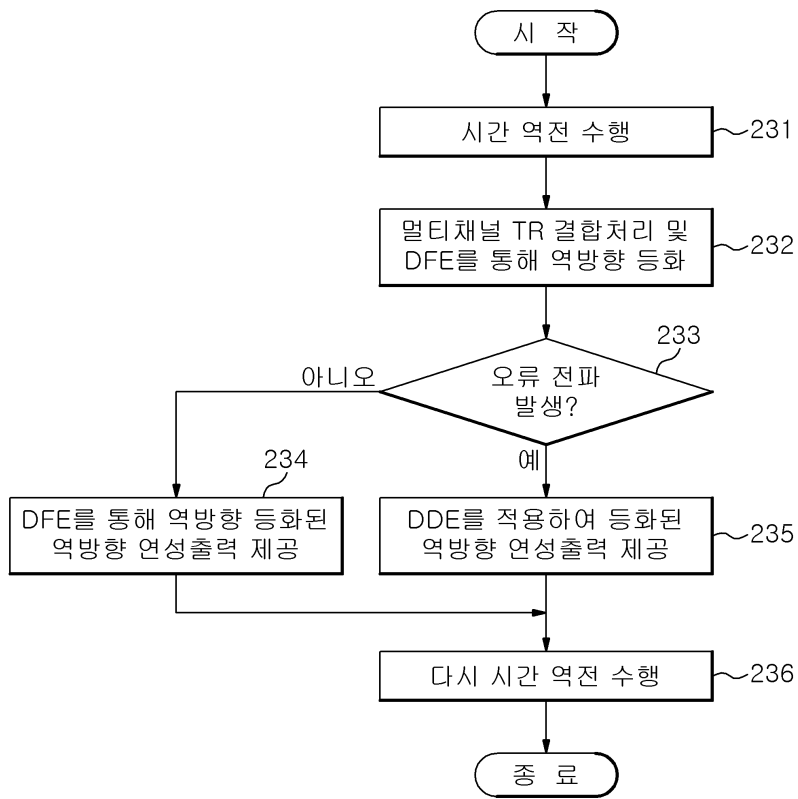 시 작
시간 역전 수행
231
멀티채널 TR 결합처리 및
DFE를 통해 역방향 등화
232
233
오류 전파
발생?
아니오
예
234
DFE를 통해 역방향 등화된
역방향 연성출력 제공
DDE를 적용하여 등화된
역방향 연성출력 제공
235
다시 시간 역전 수행
236
종 료